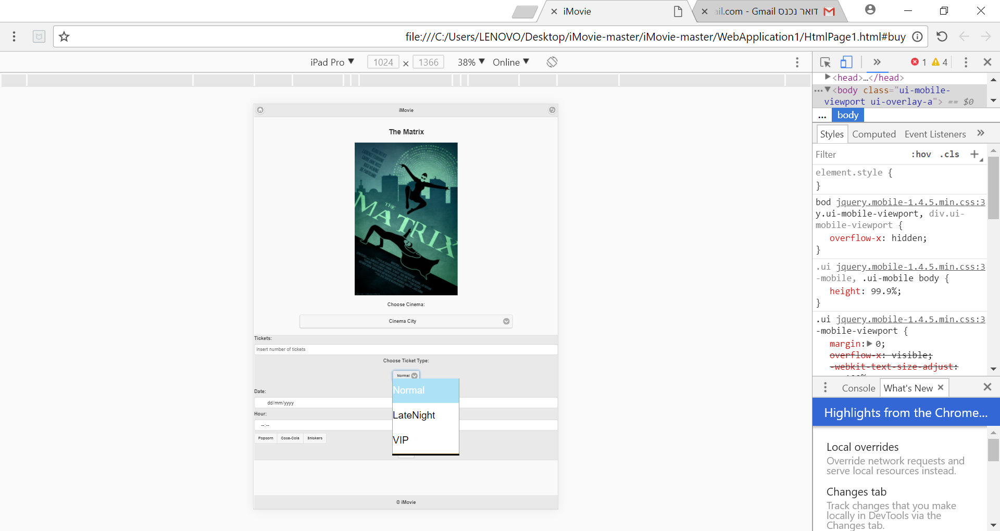 iMovie
ail.com - Gmail דואר נכנס
file:///C:/Users/LENOVO/Desktop/iMovie-master/iMovie-master/WebApplication1/HtmlPage1.html#buy
iPad Pro ▼ 1024 × 1366 38% ▼ Online ▼
1 4
<head>…</head>
<body class="ui-mobile-
viewport ui-overlay-a"> == $0
... body
Styles Computed Event Listeners »
Filter :hov .cls +
element.style {
}
bod jquery.mobile-1.4.5.min.css:3
y.ui-mobile-viewport, div.ui-
mobile-viewport {
overflow-x: hidden;
}
.ui jquery.mobile-1.4.5.min.css:3
-mobile, .ui-mobile body {
height: 99.9%;
}
.ui jquery.mobile-1.4.5.min.css:3
-mobile-viewport {
margin: 0;
overflow-x: visible;
-webkit-text-size-adjust:
100%
Console What's New ×
Highlights from the Chrome...
Local overrides
Override network requests and
serve local resources instead.
Changes tab
Track changes that you make
locally in DevTools via the
Changes tab.
iMovie
The Matrix
THE
MATRIX
Choose Cinema:
Cinema City
Tickets:
insert number of tickets
Choose Ticket Type:
Normal
Normal
LateNight
VIP
Date:
dd/mm/yyyy
Hour:
--:--
Popcorn Coca-Cola Snickers
© iMovie